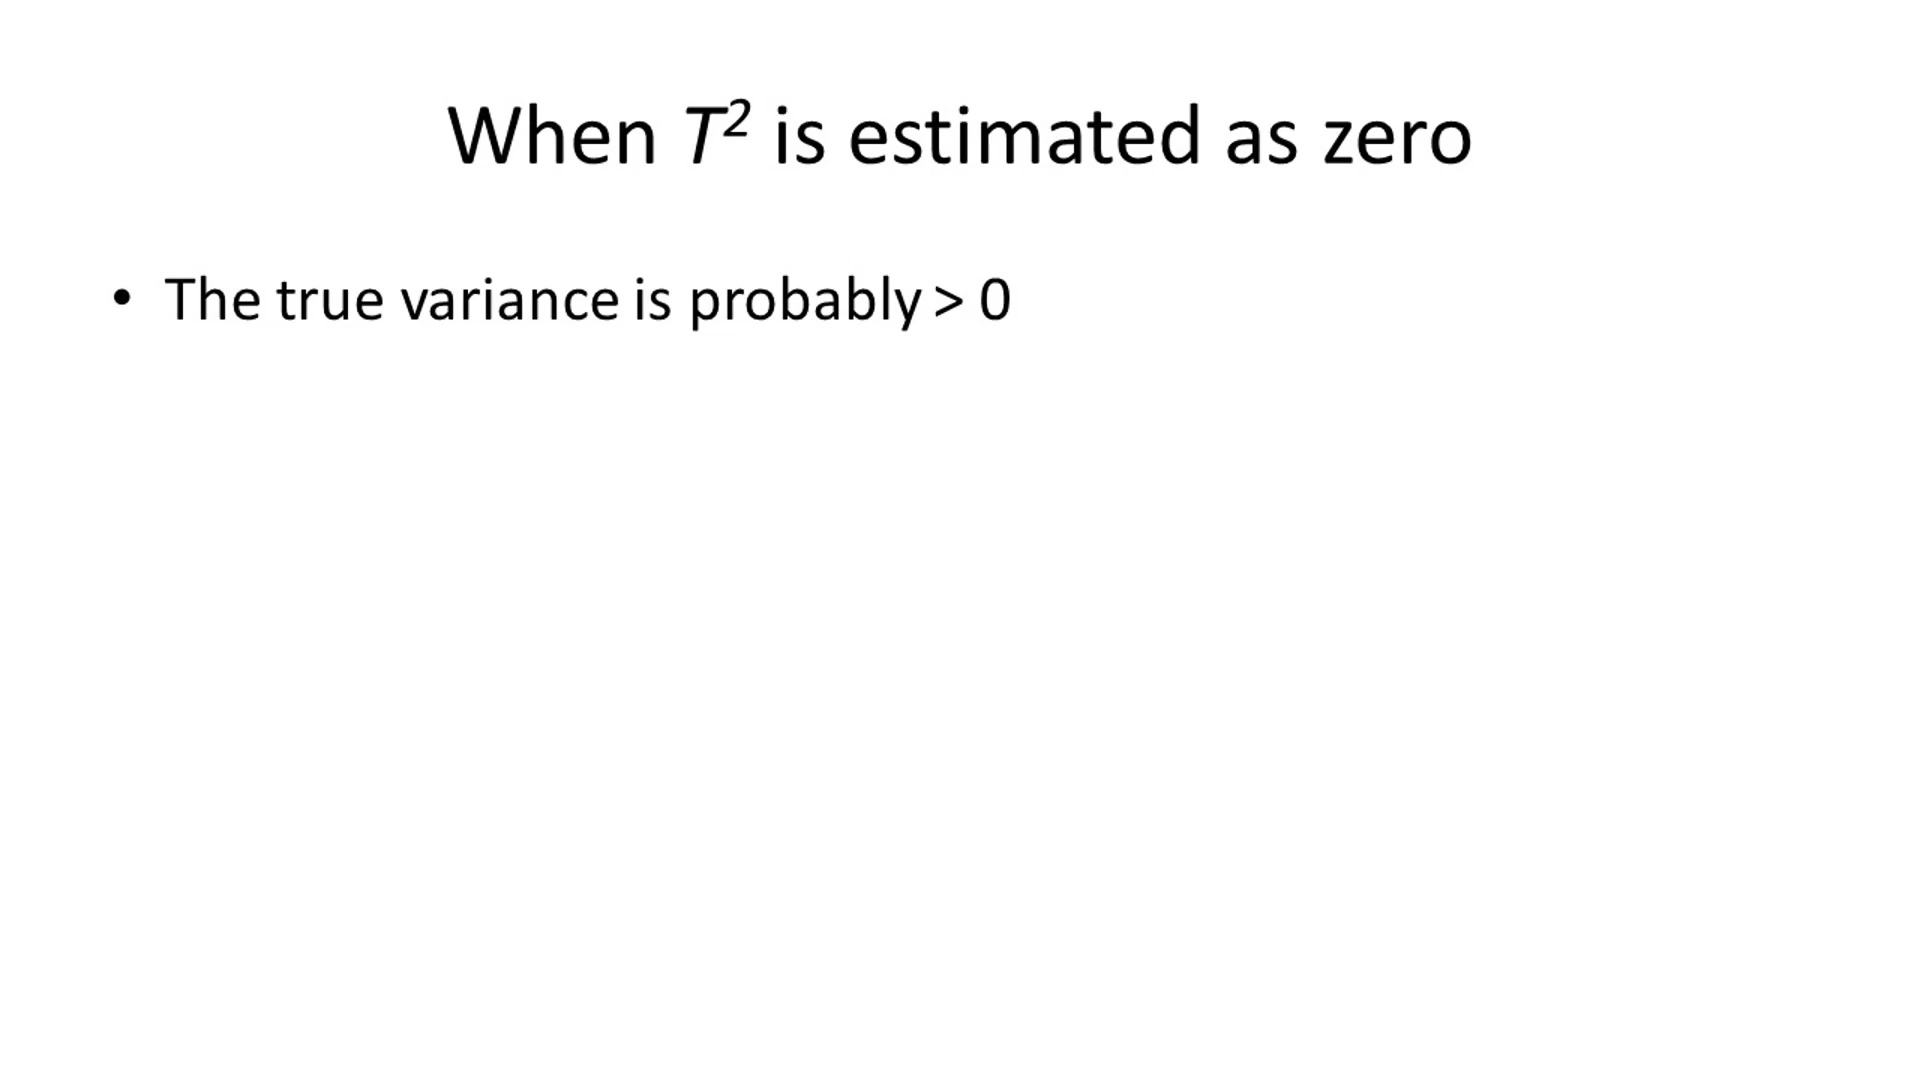 When T² is estimated as zero
• The true variance is probably > 0